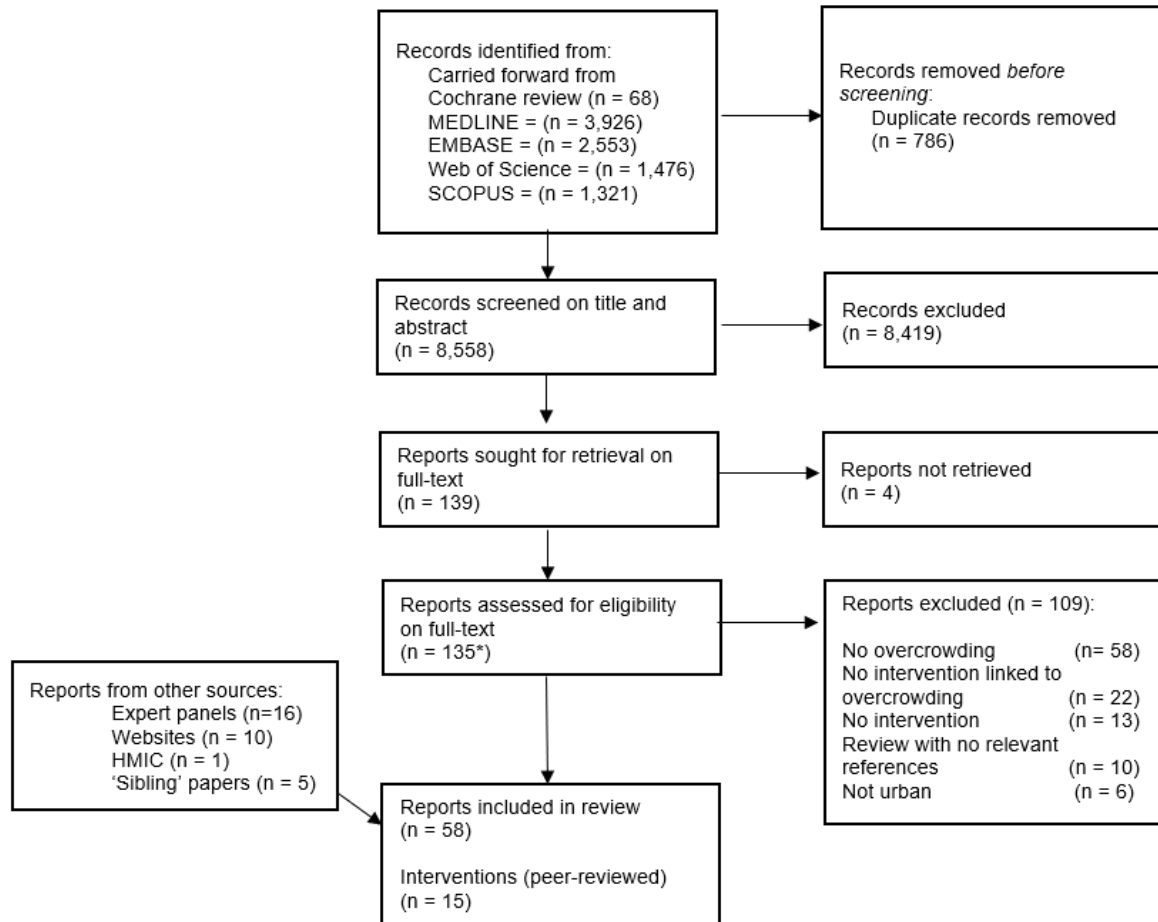 Records identified from:
Carried forward from
Cochrane review (n = 68)
MEDLINE = (n = 3,926)
EMBASE = (n = 2,553)
Web of Science = (n = 1,476)
SCOPUS = (n = 1,321)
Records removed before
screening:
Duplicate records removed
(n = 786)
Records screened on title and
abstract
(n = 8,558)
Records excluded
(n = 8,419)
Reports sought for retrieval on
full-text
(n = 139)
Reports not retrieved
(n = 4)
Reports assessed for eligibility
on full-text
(n = 135*)
Reports excluded (n = 109):
No overcrowding (n= 58)
No intervention linked to
overcrowding (n = 22)
No intervention (n = 13)
Review with no relevant
references (n = 10)
Not urban (n = 6)
Reports from other sources:
Expert panels (n=16)
Websites (n = 10)
HMIC (n = 1)
‘Sibling’ papers (n = 5)
Reports included in review
(n = 58)
Interventions (peer-reviewed)
(n = 15)